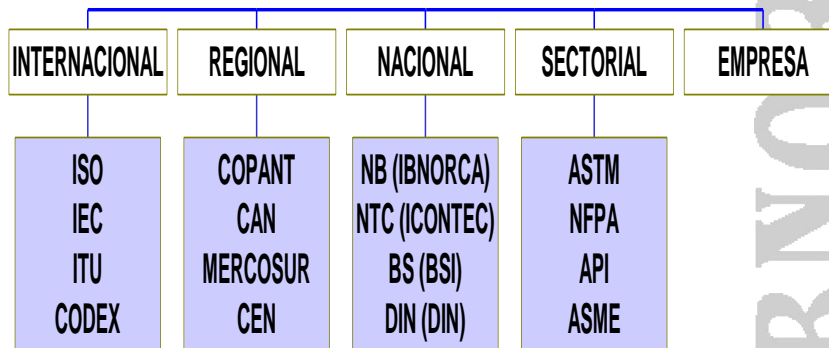 INTERNACIONAL
REGIONAL
NACIONAL
SECTORIAL
EMPRESA
ISO
IEC
ITU
CODEX
COPANT
CAN
MERCOSUR
CEN
NB (IBNORCA)
NTC (ICONTEC)
BS (BSI)
DIN (DIN)
ASTM
NFPA
API
ASME